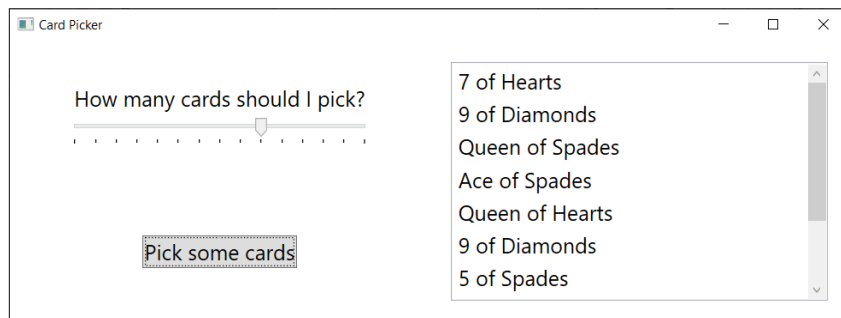 Card Picker
How many cards should I pick?
Pick some cards
7 of Hearts
9 of Diamonds
Queen of Spades
Ace of Spades
Queen of Hearts
9 of Diamonds
5 of Spades